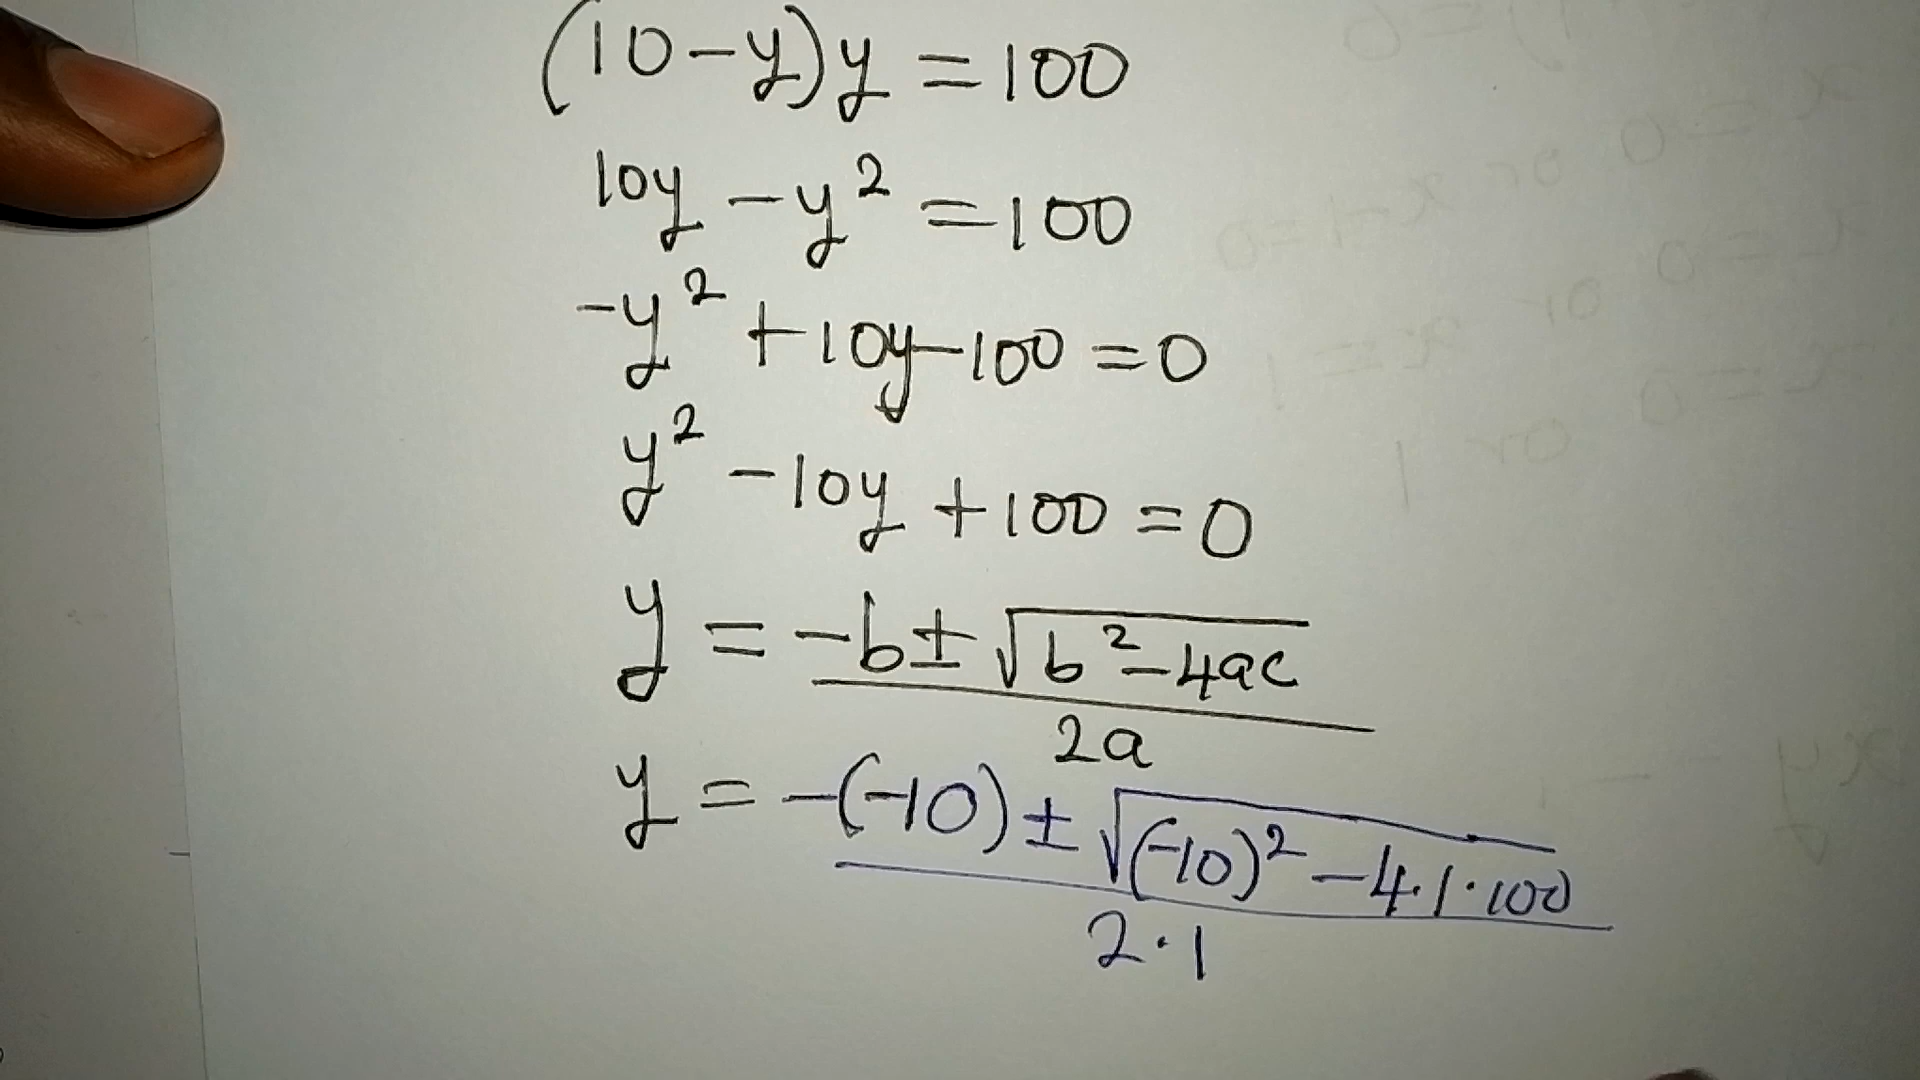 (10-y)y = 100
10y - y² = 100
-y² + 10y - 100 = 0
y² - 10y + 100 = 0
y = -b ± √b² - 4ac
2a
y = -(-10) ± √(-10)² - 4·1·100
2·1